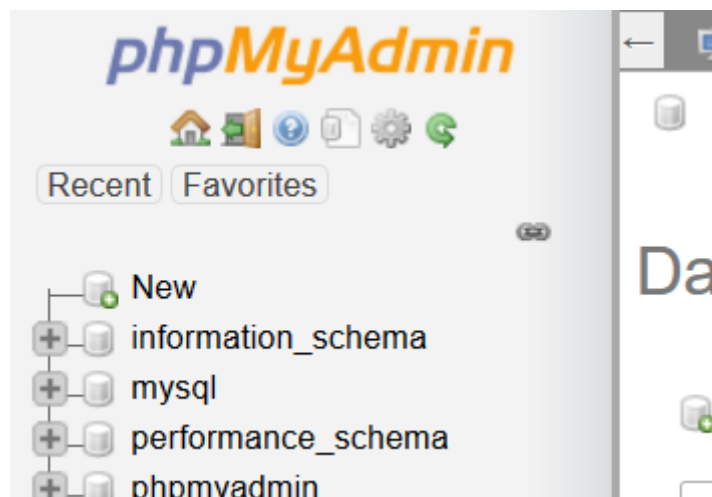 phpMyAdmin
Recent Favorites
New
information_schema
mysql
performance_schema
phpmyadmin
Da